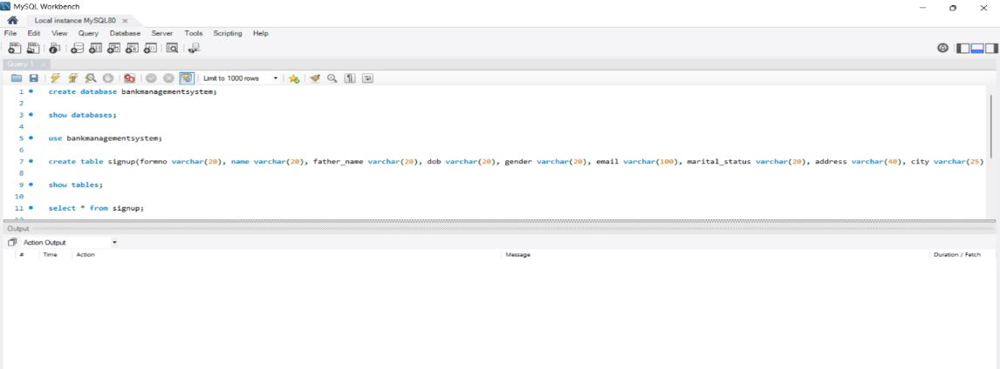 MySQL Workbench
Local instance MySQL80
File Edit View Query Database Server Tools Scripting Help
Query 1
Limit to 1000 rows
1 create database bankmanagementsystem;
2
3 show databases;
4
5 use bankmanagementsystem;
6
7 create table signup(formno varchar(20), name varchar(20), father_name varchar(20), dob varchar(20), gender varchar(20), email varchar(100), marital_status varchar(20), address varchar(40), city varchar(25)
8
9 show tables;
10
11 select * from signup;
Output
Action Output
# Time Action Message Duration / Fetch